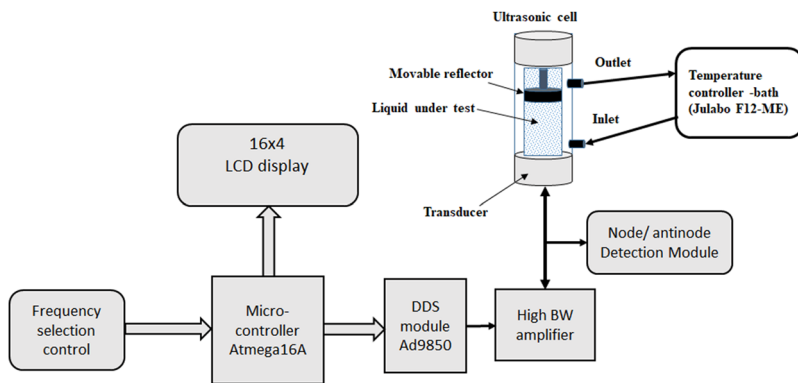 Ultrasonic cell
Outlet
Movable reflector
Liquid under test
Inlet
Temperature
controller -bath
(Julabo F12-ME)
16x4
LCD display
Transducer
Node/ antinode
Detection Module
Frequency
selection
control
Micro-
controller
Atmega16A
DDS
module
Ad9850
High BW
amplifier